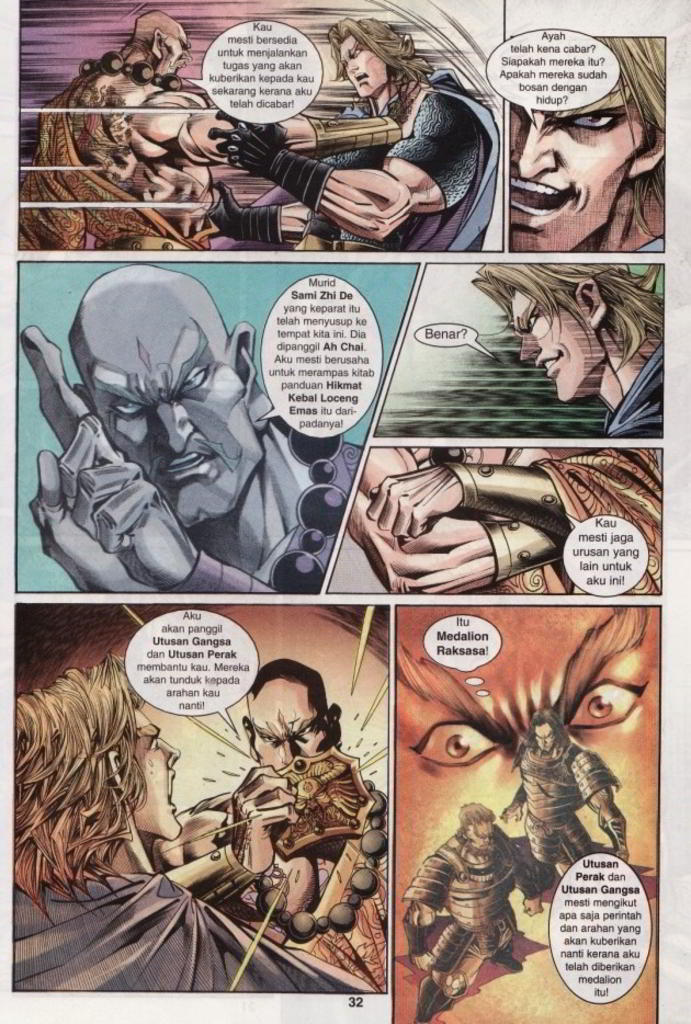 Kau
mesti bersedia
untuk menjalankan
tugas yang akan
kuberikan kepada kau
sekarang kerana aku
telah dicabar!
Ayah
telah kena cabar?
Siapakah mereka itu?
Apakah mereka sudah
bosan dengan
hidup?
Murid
Sami Zhi De
yang keparat itu
telah menyusup ke
tempat kita ini. Dia
dipanggil Ah Chai.
Aku mesti berusaha
untuk merampas kitab
panduan Hikmat
Kebal Loceng
Emas itu dari-
padanya!
Benar?
Kau
mesti jaga
urusan yang
lain untuk
aku ini!
Aku
akan panggil
Utusan Gangsa
dan Utusan Perak
membantu kau. Mereka
akan tunduk kepada
arahan kau
nanti!
Itu
Medalion
Raksasa!
Utusan
Perak dan
Utusan Gangsa
mesti mengikut
apa saja perintah
dan arahan yang
akan kuberikan
nanti kerana aku
telah diberikan
medalion
itu!
32